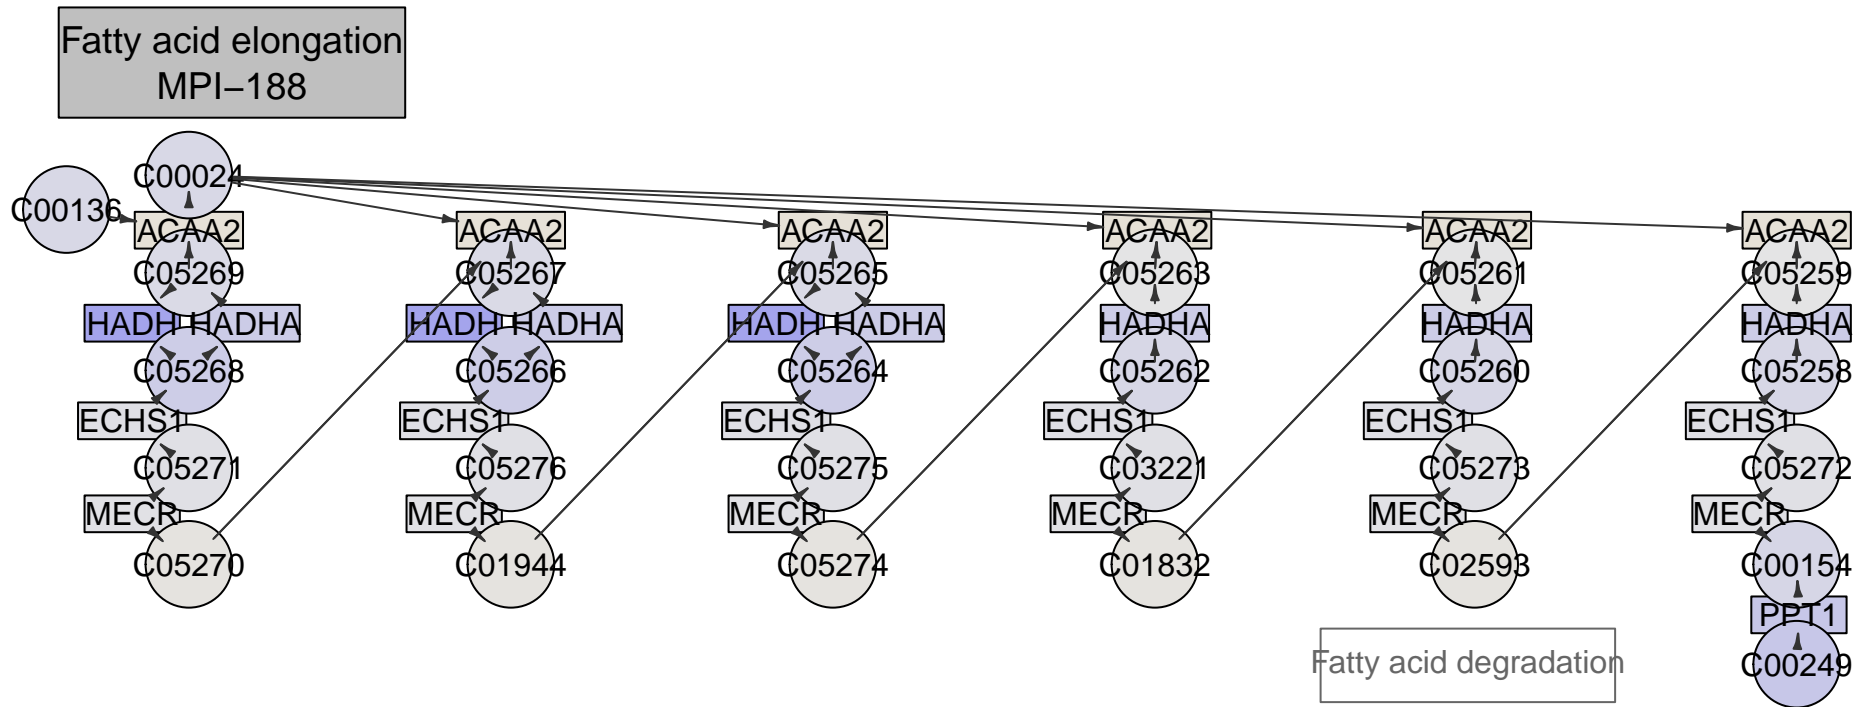 Fatty acid elongation
MPI−188
C00024
C00136
ACAA2 ACAA2 ACAA2 ACAA2 ACAA2 ACAA2
C05269 C05267 C05265 C05263 C05261 C05259
HADH HADHA HADH HADHA HADH HADHA HADHA HADHA HADHA
C05268 C05266 C05264 C05262 C05260 C05258
ECHS1 ECHS1 ECHS1 ECHS1 ECHS1 ECHS1
C05271 C05276 C05275 C03221 C05273 C05272
MECR MECR MECR MECR MECR MECR
C05270 C01944 C05274 C01832 C02593 C00154
PPT1
Fatty acid degradation C00249